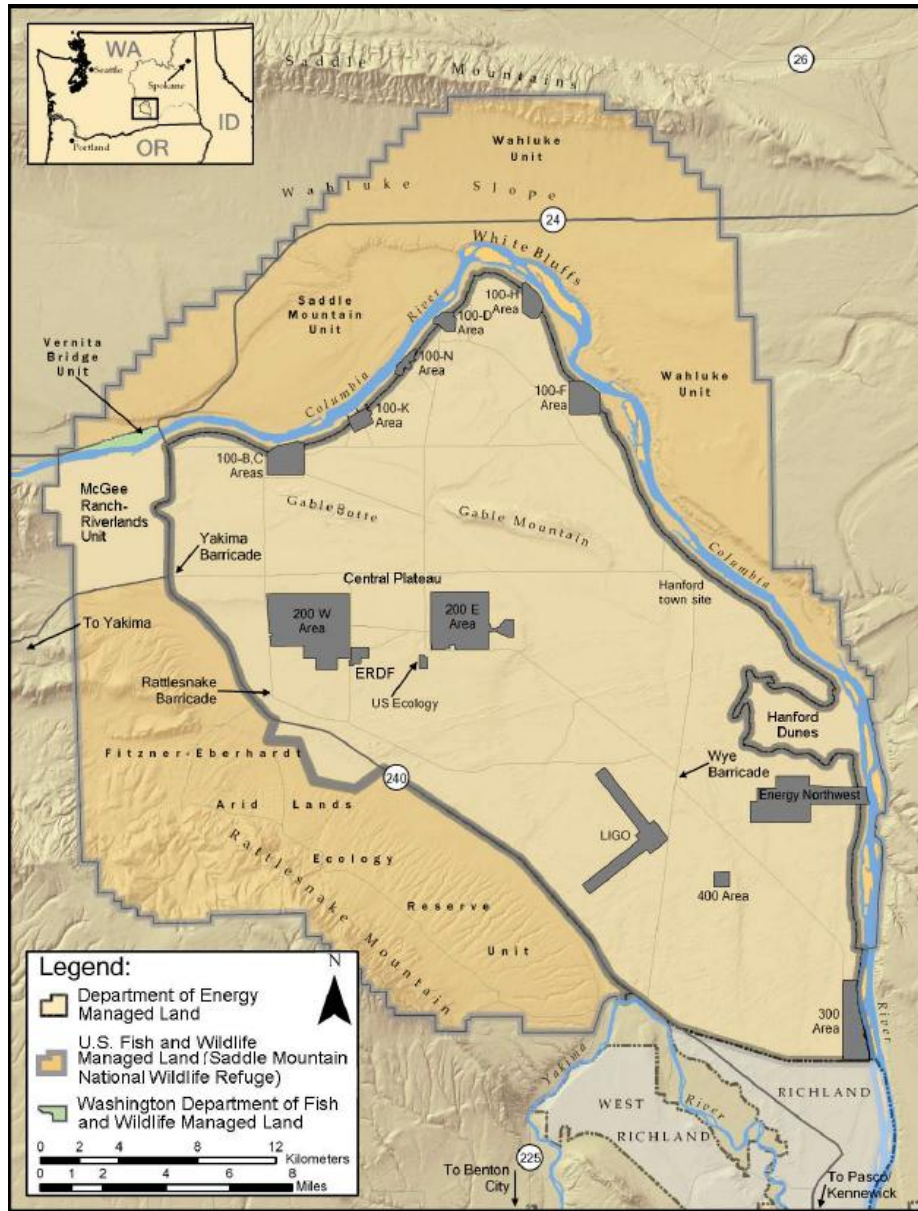 WA
Seattle
Spokane
ID
Portland
OR
26
Saddle Mountains
Wahluke
Unit
Wahluke Slope
24
White Bluffs
Saddle
Mountain
Unit
Columbia River
100-H
Area
100-D
Area
100-N
Area
Vernita
Bridge
Unit
100-K
Area
100-F
Area
Wahluke
Unit
100-B,C
Areas
McGee
Ranch-
Riverlands
Unit
Gable Butte
Gable Mountain
Yakima
Barricade
Columbia
Central Plateau
Hanford
town site
200 W
Area
200 E
Area
To Yakima
ERDF
US Ecology
Rattlesnake
Barricade
Hanford
Dunes
Fitzner-Eberhardt
Arid Lands
Ecology
Reserve
Unit
240
Wye
Barricade
Energy Northwest
LIGO
400 Area
Rattlesnake Mountain
300
Area
River
Legend:
N
Department of Energy
Managed Land
U.S. Fish and Wildlife
Managed Land (Saddle Mountain
National Wildlife Refuge)
Washington Department of Fish
and Wildlife Managed Land
0 2 4 8 12
Kilometers
0 1 2 4 6 8
Miles
Yakima River
WEST
RICHLAND
RICHLAND
225
To Benton
City
To Pasco/
Kennewick